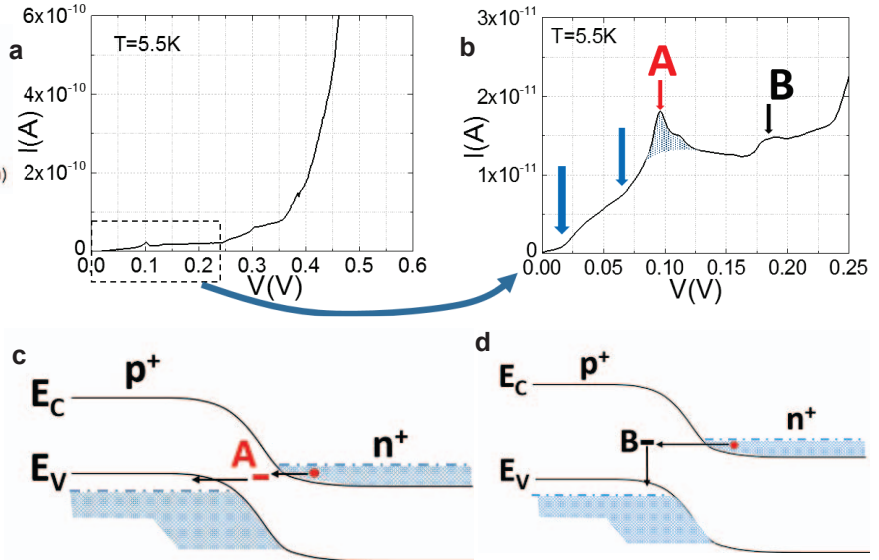 a
T=5.5K
6x10⁻¹⁰
4x10⁻¹⁰
2x10⁻¹⁰
0
I(A)
0.0 0.1 0.2 0.3 0.4 0.5 0.6
V(V)
b
T=5.5K
A
B
3x10⁻¹¹
2x10⁻¹¹
1x10⁻¹¹
0
I(A)
0.00 0.05 0.10 0.15 0.20 0.25
V(V)
c
p⁺
E_C
n⁺
A
E_V
d
p⁺
E_C
n⁺
B
E_V